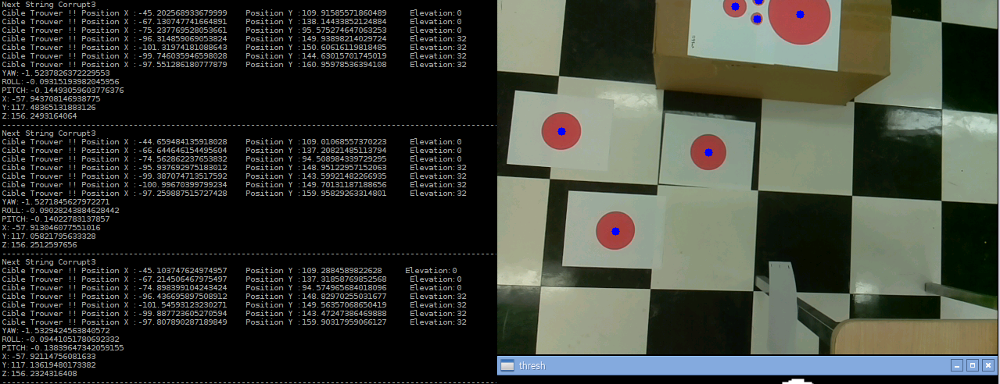 Next String Corrupt3
Cible Trouver !! Position X :-45.202568933679999    Position Y :109.91585571860489     Elevation:0
Cible Trouver !! Position X :-67.130747741664891    Position Y :138.14433852124884     Elevation:0
Cible Trouver !! Position X :-75.237769528053661    Position Y :95.575274647063253     Elevation:0
Cible Trouver !! Position X :-96.314859069053824    Position Y :149.93898214029724     Elevation:32
Cible Trouver !! Position X :-101.31974181088643    Position Y :150.60616119818485     Elevation:32
Cible Trouver !! Position X :-99.746035946598028    Position Y :144.63015701745019     Elevation:32
Cible Trouver !! Position X :-97.551286180777879    Position Y :160.95978536394108     Elevation:32
YAW:-1.5237826372229553
ROLL:-0.09315193982045956
PITCH:-0.14493059603776376
X:-57.943708146938775
Y:117.48365131883126
Z:156.2493164064
Next String Corrupt3
Cible Trouver !! Position X :-44.659484135918028    Position Y :109.01068557370223     Elevation:0
Cible Trouver !! Position X :-66.644646154495604    Position Y :137.20821485113794     Elevation:0
Cible Trouver !! Position X :-74.562862237653832    Position Y :94.508984339729295     Elevation:0
Cible Trouver !! Position X :-95.937692975183012    Position Y :148.95122957152063     Elevation:32
Cible Trouver !! Position X :-99.387074713517592    Position Y :143.59921482266935     Elevation:32
Cible Trouver !! Position X :-100.99670399799234    Position Y :149.70131187188656     Elevation:32
Cible Trouver !! Position X :-97.259887515727428    Position Y :159.95829263314801     Elevation:32
YAW:-1.5271845627972271
ROLL:-0.09028243884628442
PITCH:-0.14022783137857
X:-57.913046077551016
Y:117.05821795633328
Z:156.2512597656
Next String Corrupt3
Cible Trouver !! Position X :-45.103747624974957    Position Y :109.2884589822628     Elevation:0
Cible Trouver !! Position X :-67.214506467975497    Position Y :137.31858769852568     Elevation:0
Cible Trouver !! Position X :-74.898399104243424    Position Y :94.574965684018096     Elevation:0
Cible Trouver !! Position X :-96.436695897508912    Position Y :148.82970255031677     Elevation:32
Cible Trouver !! Position X :-101.54593123230271    Position Y :149.56357068650419     Elevation:32
Cible Trouver !! Position X :-99.887723605270594    Position Y :143.47247386469888     Elevation:32
Cible Trouver !! Position X :-97.807890287189849    Position Y :159.90317959066127     Elevation:32
YAW:-1.5329424563840572
ROLL:-0.09441051780692332
PITCH:-0.13839647342059155
X:-57.92114756081633
Y:117.13619480173382
Z:156.2324316408
thresh